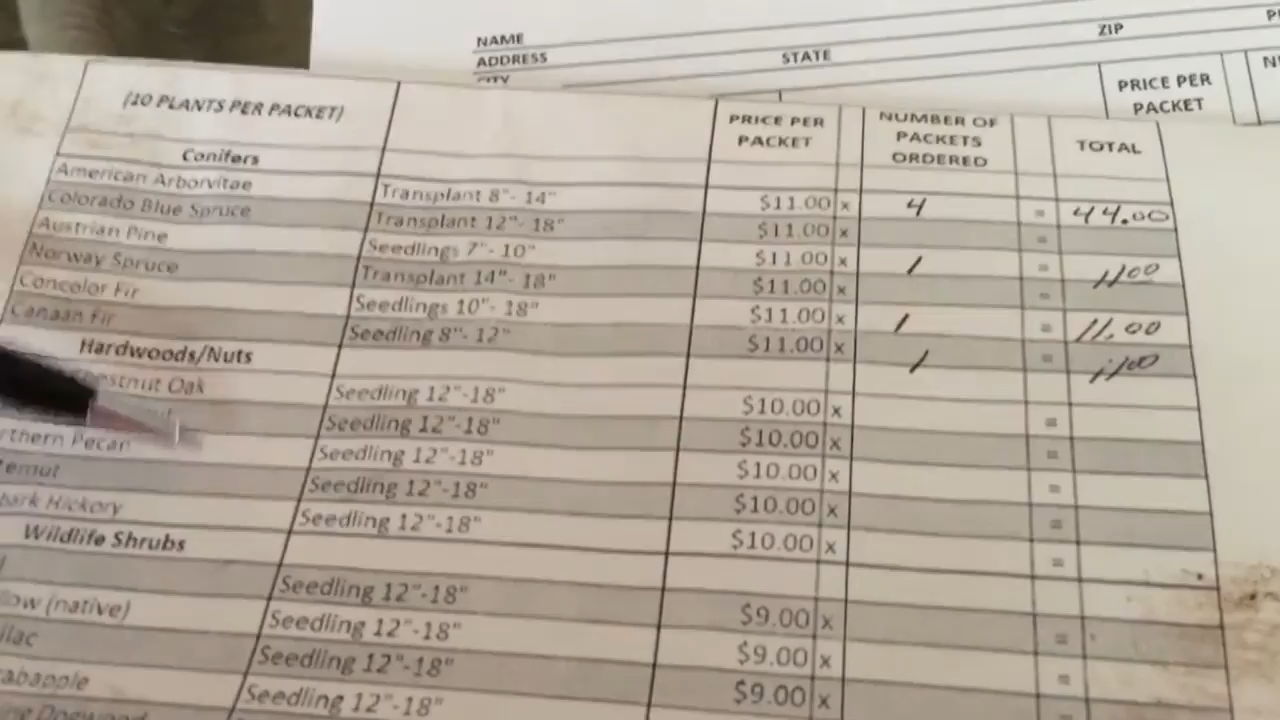 NAME
ADDRESS STATE ZIP
PRICE PER PACKET
(10 PLANTS PER PACKET) PRICE PER PACKET NUMBER OF PACKETS ORDERED TOTAL
Conifers
American Arborvitae Transplant 8"- 14" $11.00 x 4 = 44.00
Colorado Blue Spruce Transplant 12"- 18" $11.00 x =
Austrian Pine Seedlings 7"- 10" $11.00 x 1 = 11.00
Norway Spruce Transplant 14"- 18" $11.00 x =
Concolor Fir Seedlings 10"- 18" $11.00 x 1 = 11.00
Canaan Fir Seedling 8"- 12" $11.00 x 1 = 11.00
Hardwoods/Nuts
Oak Seedling 12"-18" $10.00 x =
Seedling 12"-18" $10.00 x =
Pecan Seedling 12"-18" $10.00 x =
Seedling 12"-18" $10.00 x =
Hickory Seedling 12"-18" $10.00 x =
Wildlife Shrubs
Seedling 12"-18" $9.00 x =
(native) Seedling 12"-18" $9.00 x =
Seedling 12"-18" $9.00 x =
Seedling 12"-18"
Dogwood